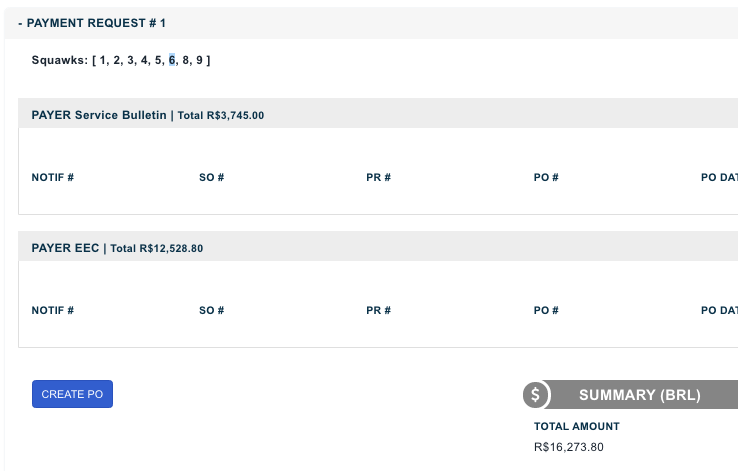 - PAYMENT REQUEST # 1
Squawks: [ 1, 2, 3, 4, 5, 6, 8, 9 ]
PAYER Service Bulletin | Total R$3,745.00
NOTIF # SO # PR # PO # PO DAT
PAYER EEC | Total R$12,528.80
NOTIF # SO # PR # PO # PO DAT
CREATE PO
$ SUMMARY (BRL)
TOTAL AMOUNT
R$16,273.80